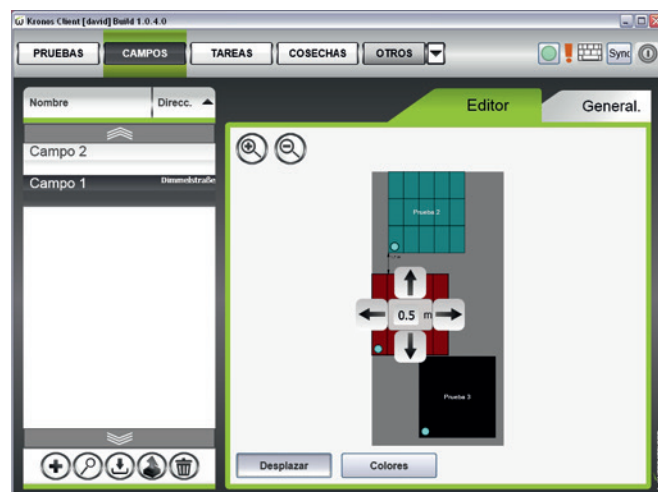 Kronos Client [david] Build 1.0.4.0
PRUEBAS CAMPOS TAREAS COSECHAS OTROS Sync
Nombre Direcc. Editor General.
Campo 2
Campo 1 Dimmelstraße
Prueba 2
0.5 m
Prueba 3
Desplazar Colores